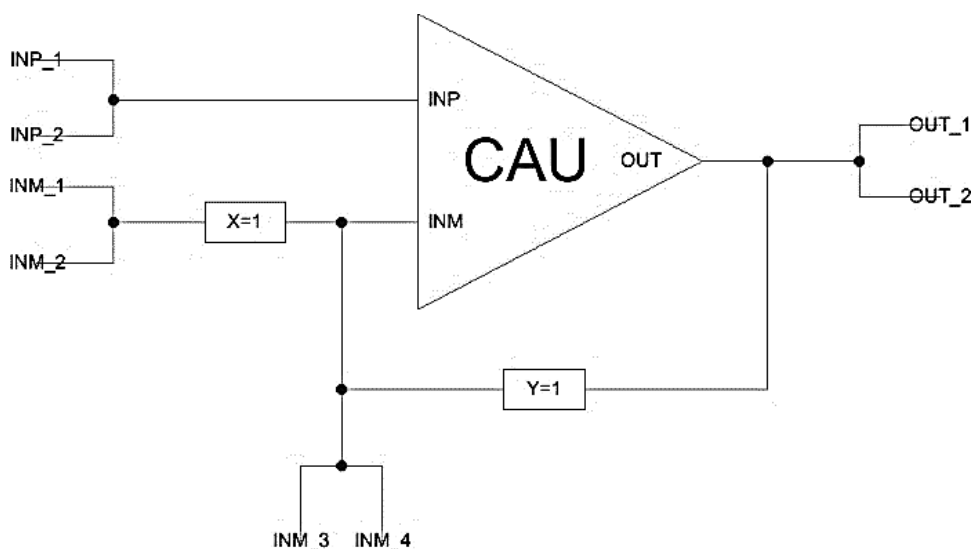 INP_1
INP_2
INM_1
INM_2
X=1
INP
INM
CAU
OUT
OUT_1
OUT_2
Y=1
INM_3
INM_4